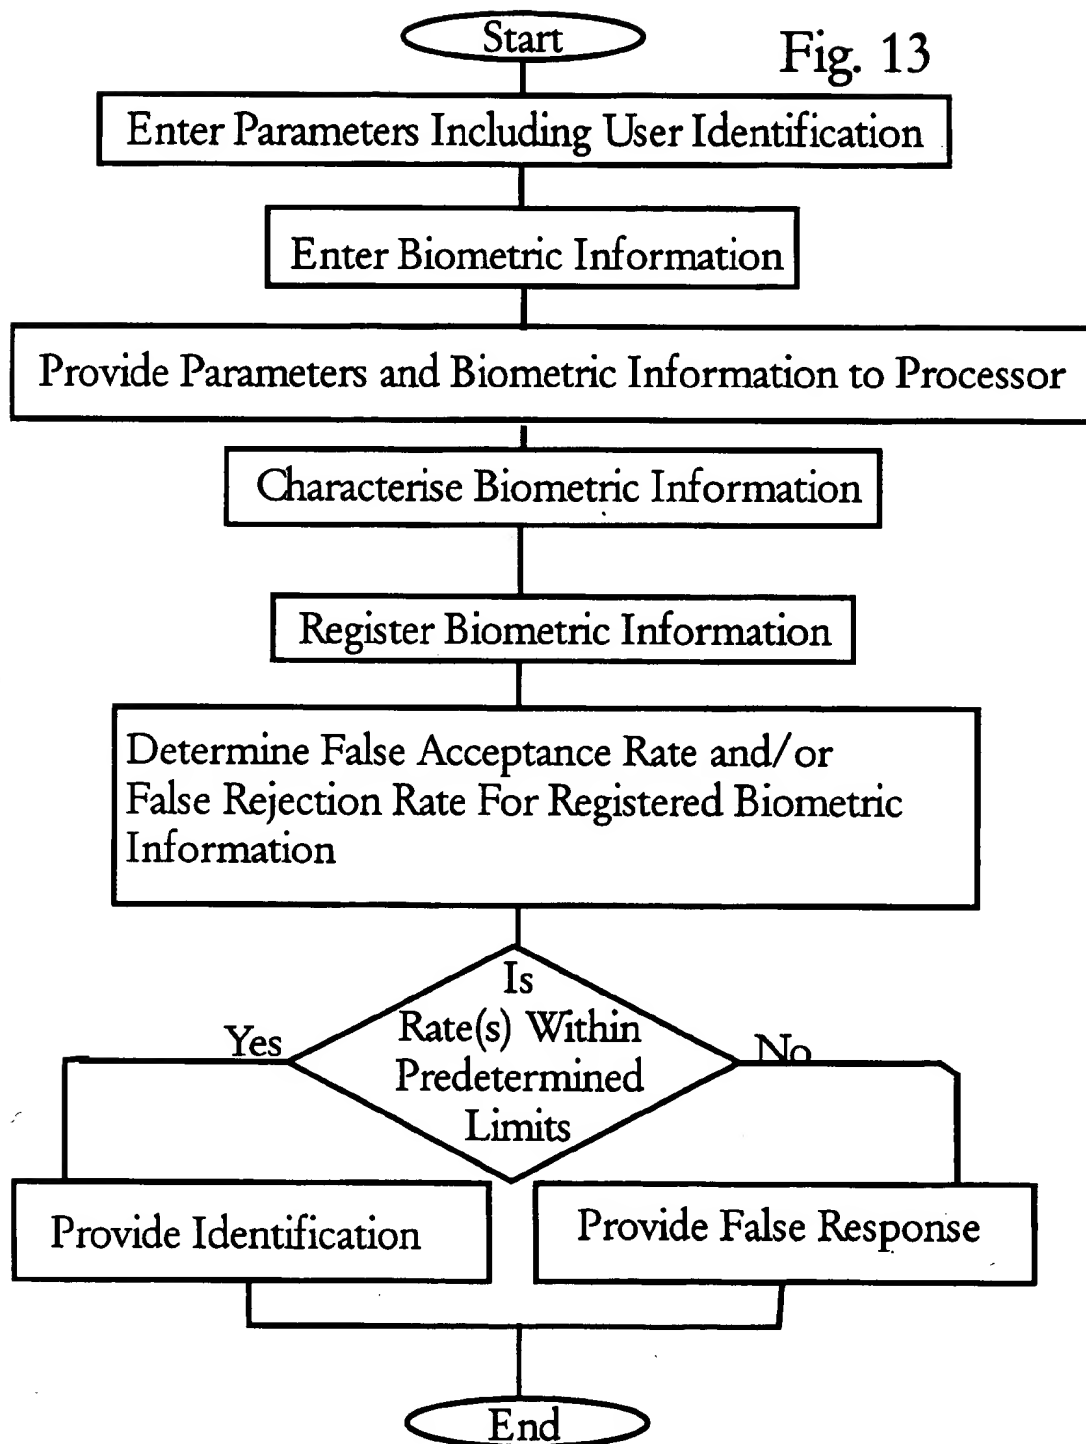 Start
Fig. 13
Enter Parameters Including User Identification
Enter Biometric Information
Provide Parameters and Biometric Information to Processor
Characterise Biometric Information
Register Biometric Information
Determine False Acceptance Rate and/or
False Rejection Rate For Registered Biometric
Information
Is
Rate(s) Within
Predetermined
Limits
Yes
No
Provide Identification
Provide False Response
End